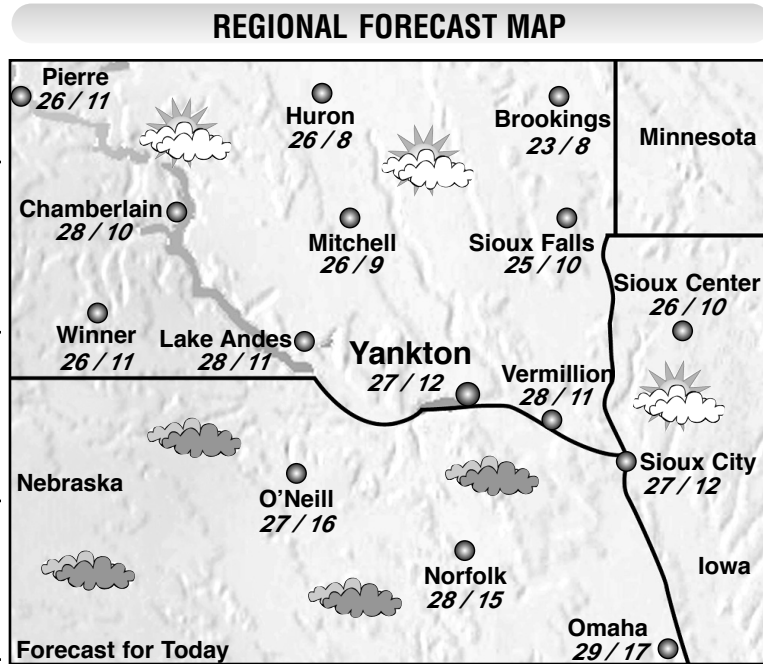 REGIONAL FORECAST MAP
Pierre
26 / 11
Huron
26 / 8
Brookings
23 / 8
Minnesota
Chamberlain
28 / 10
Mitchell
26 / 9
Sioux Falls
25 / 10
Sioux Center
26 / 10
Winner
26 / 11
Lake Andes
28 / 11
Yankton
27 / 12
Vermillion
28 / 11
Nebraska
O'Neill
27 / 16
Sioux City
27 / 12
Norfolk
28 / 15
Iowa
Omaha
29 / 17
Forecast for Today